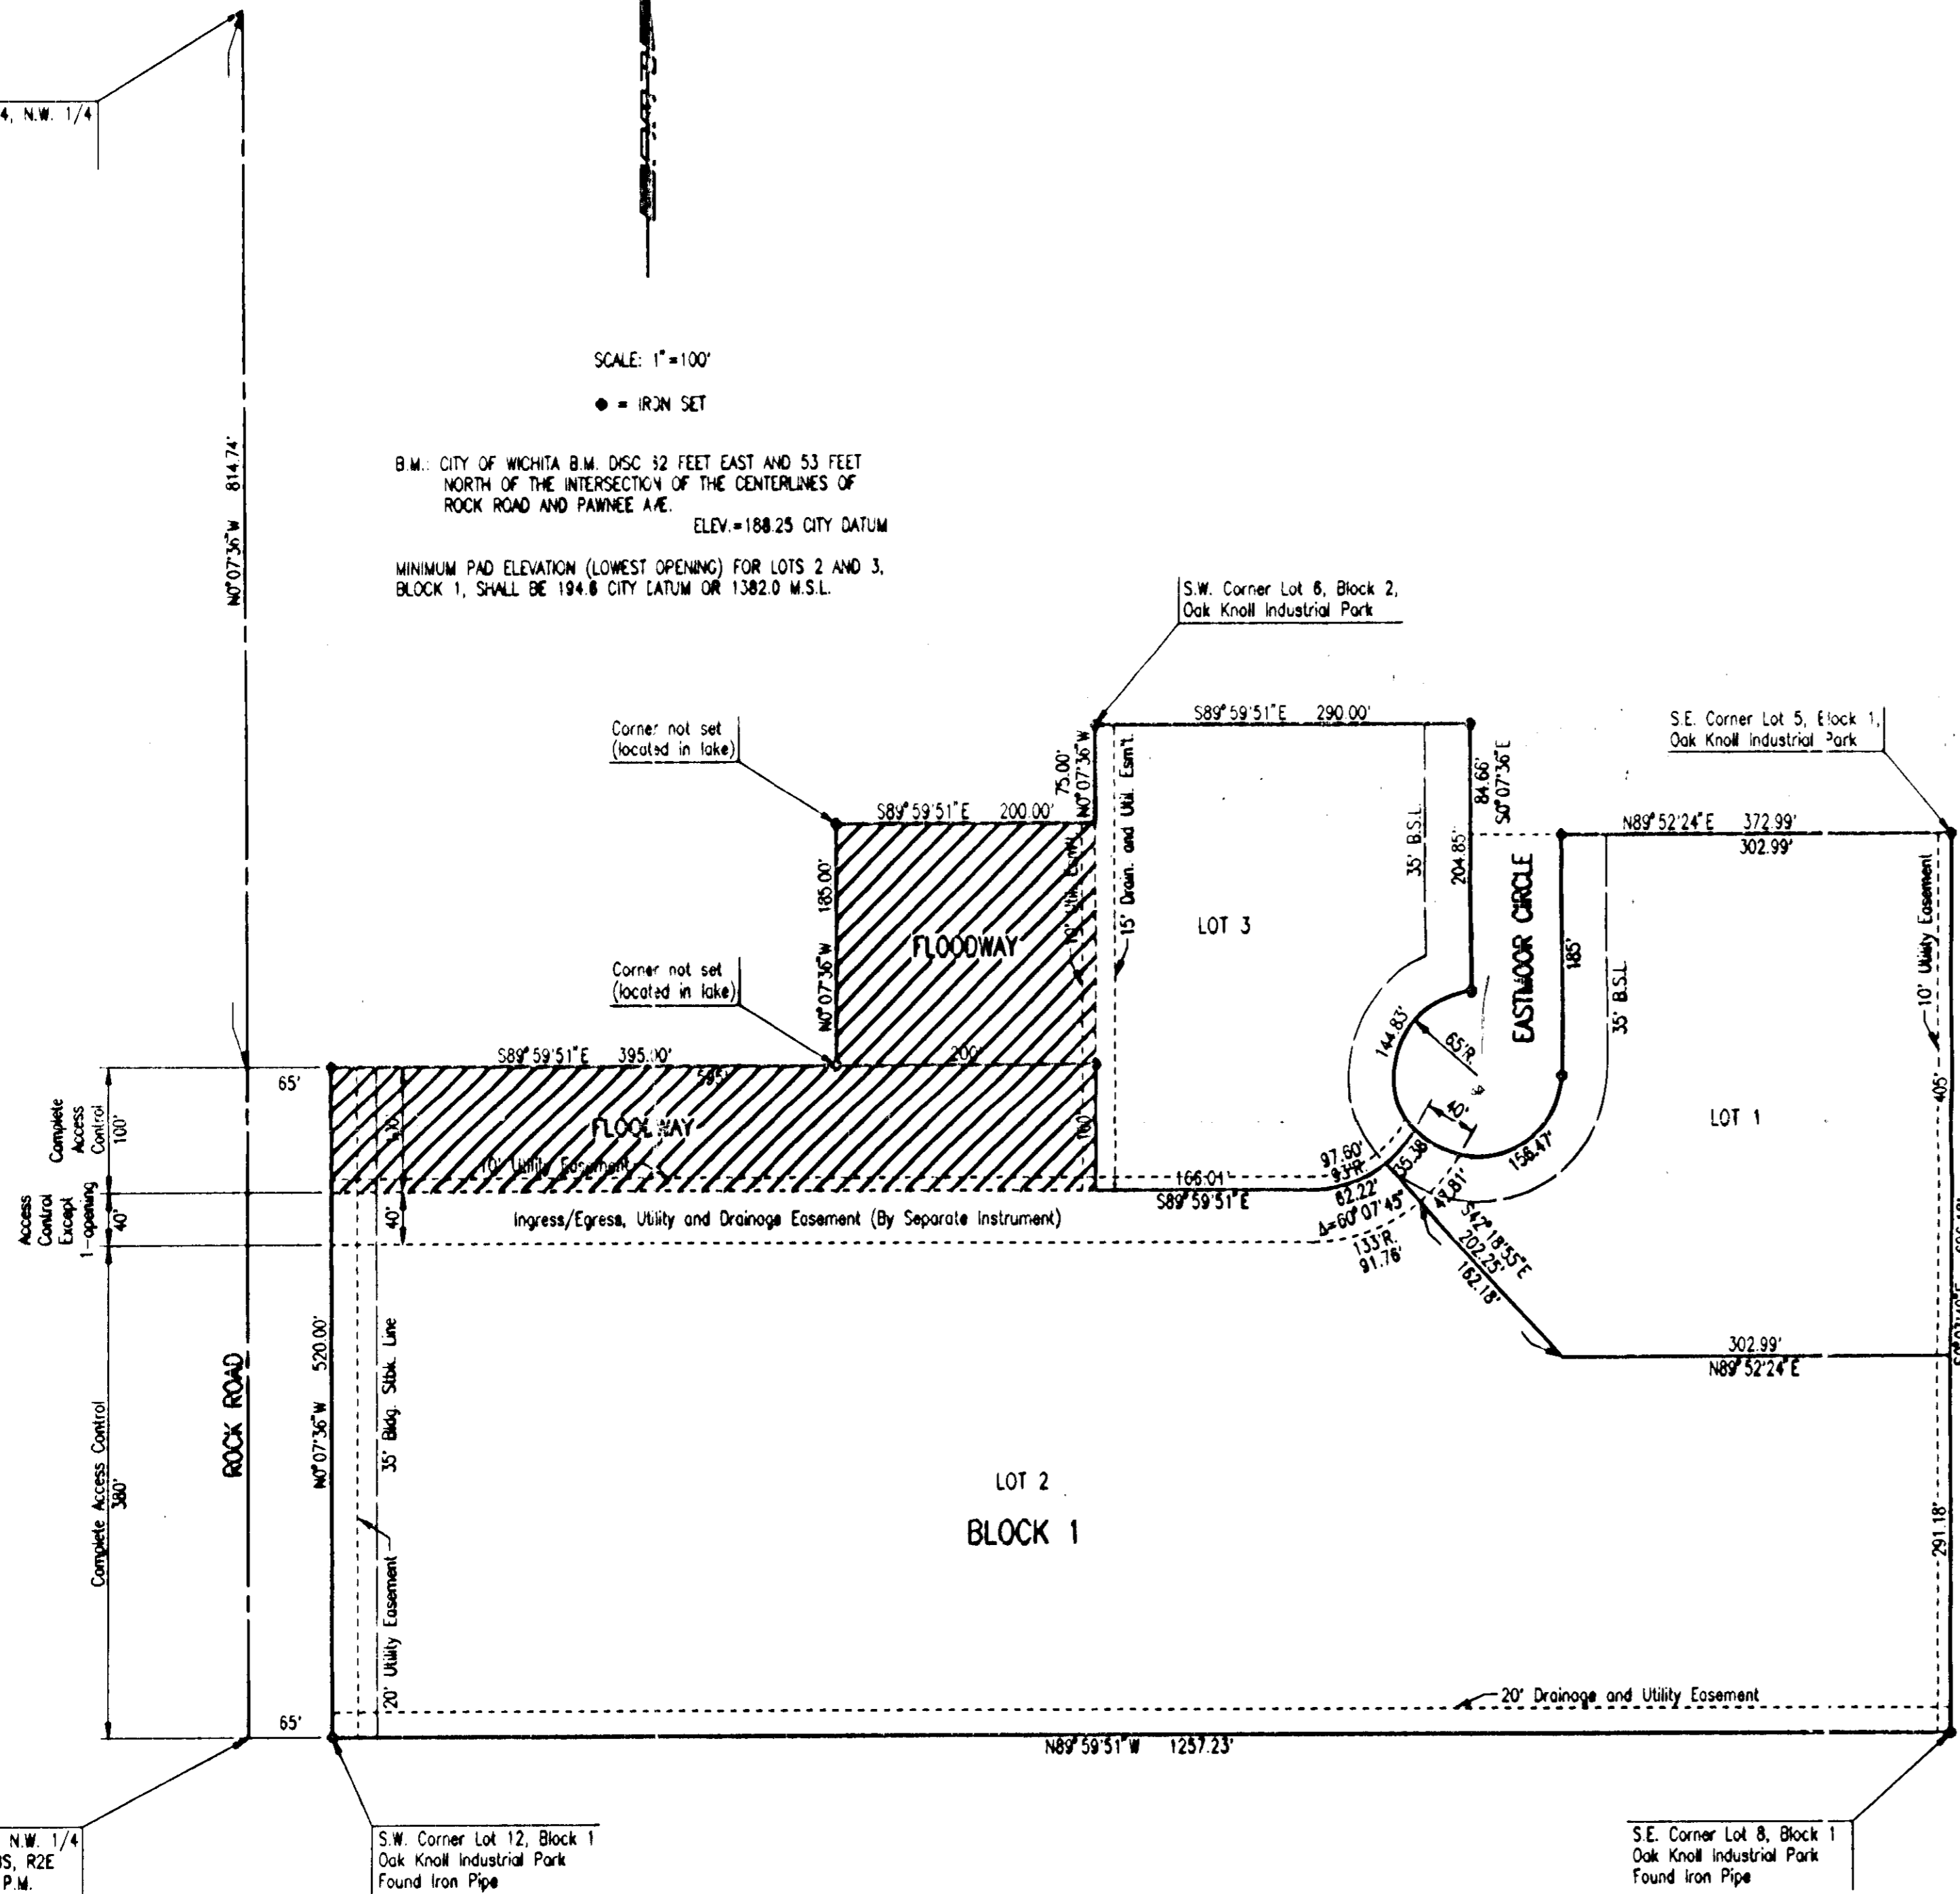 4, N.W. 1/4
N0°07'36"W 814.74'
SCALE: 1"=100'
= IRON SET
B.M.: CITY OF WICHITA B.M. DISC FEET EAST AND 53 FEET
NORTH OF THE INTERSECTION OF THE CENTERLINES OF
ROCK ROAD AND PAWNEE AVE.
ELEV.=188.25 CITY DATUM
MINIMUM PAD ELEVATION (LOWEST OPENING) FOR LOTS 2 AND 3,
BLOCK 1, SHALL BE 194.6 CITY DATUM OR 1382.0 M.S.L.
S.W. Corner Lot 6, Block 2,
Oak Knoll Industrial Park
Corner not set
(located in lake)
S89°59'51"E 290.00'
S.E. Corner Lot 5, Block 1,
Oak Knoll Industrial Park
75.00'
N0°07'36"W
84.66'
S0°07'36"E
S89°59'51"E 200.00'
N89°52'24"E 372.99'
302.99'
15' Drain. and Util. Esm't.
10' Util. Esm't.
35' B.S.L.
204.85'
EASTMOOR CIRCLE
185'
35' B.S.L.
10' Utility Easement
405'
N0°07'36"W 185.00'
FLOODWAY
LOT 3
Corner not set
(located in lake)
144.83'
65'R.
40'
158.47'
LOT 1
S89°59'51"E 395.00'
200'
595'
65'
Complete
Access
Control
100'
FLOODWAY
100'
10' Utility Easement
160'
166.01'
S89°59'51"E
97.60'
93'R.
62.22'
Δ=60°07'45"
133'R.
91.76'
35.38'
47.81'
S42°18'55"E
202.25'
162.18'
Access
Control
Except
1-opening
40'
40'
Ingress/Egress, Utility and Drainage Easement (By Separate Instrument)
302.99'
N89°52'24"E
ROCK ROAD
N0°07'36"W 520.00'
35' Bldg. Stbk. Line
20' Utility Easement
Complete Access Control
380'
LOT 2
BLOCK 1
291.18'
20' Drainage and Utility Easement
65'
N89°59'51"W 1257.23'
N.W. 1/4
S, R2E
P.M.
S.W. Corner Lot 12, Block 1
Oak Knoll Industrial Park
Found Iron Pipe
S.E. Corner Lot 8, Block 1
Oak Knoll Industrial Park
Found Iron Pipe